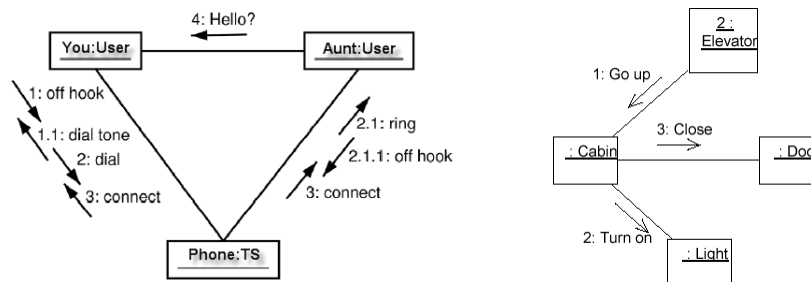 4: Hello?
You:User
Aunt:User
1: off hook
1.1: dial tone
2: dial
3: connect
2.1: ring
2.1.1: off hook
3: connect
Phone:TS
2 :
Elevator
1: Go up
3: Close
: Cabin
: Doo
2: Turn on
: Light